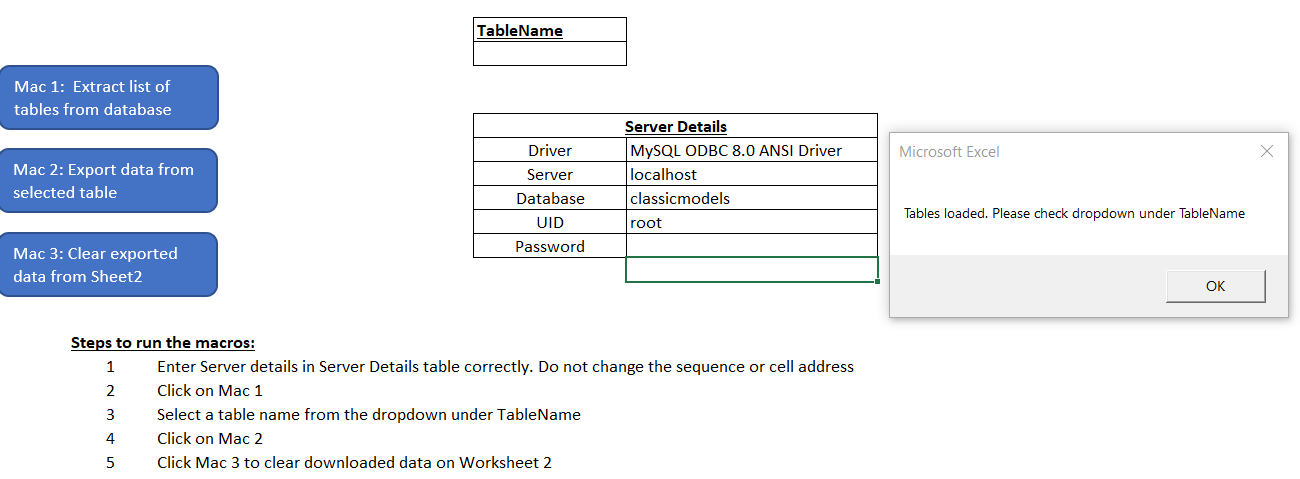 TableName
Mac 1:  Extract list of
tables from database
Mac 2: Export data from
selected table
Mac 3: Clear exported
data from Sheet2
Server Details
Driver MySQL ODBC 8.0 ANSI Driver
Server localhost
Database classicmodels
UID root
Password
Microsoft Excel
Tables loaded. Please check dropdown under TableName
OK
Steps to run the macros:
1 Enter Server details in Server Details table correctly. Do not change the sequence or cell address
2 Click on Mac 1
3 Select a table name from the dropdown under TableName
4 Click on Mac 2
5 Click Mac 3 to clear downloaded data on Worksheet 2